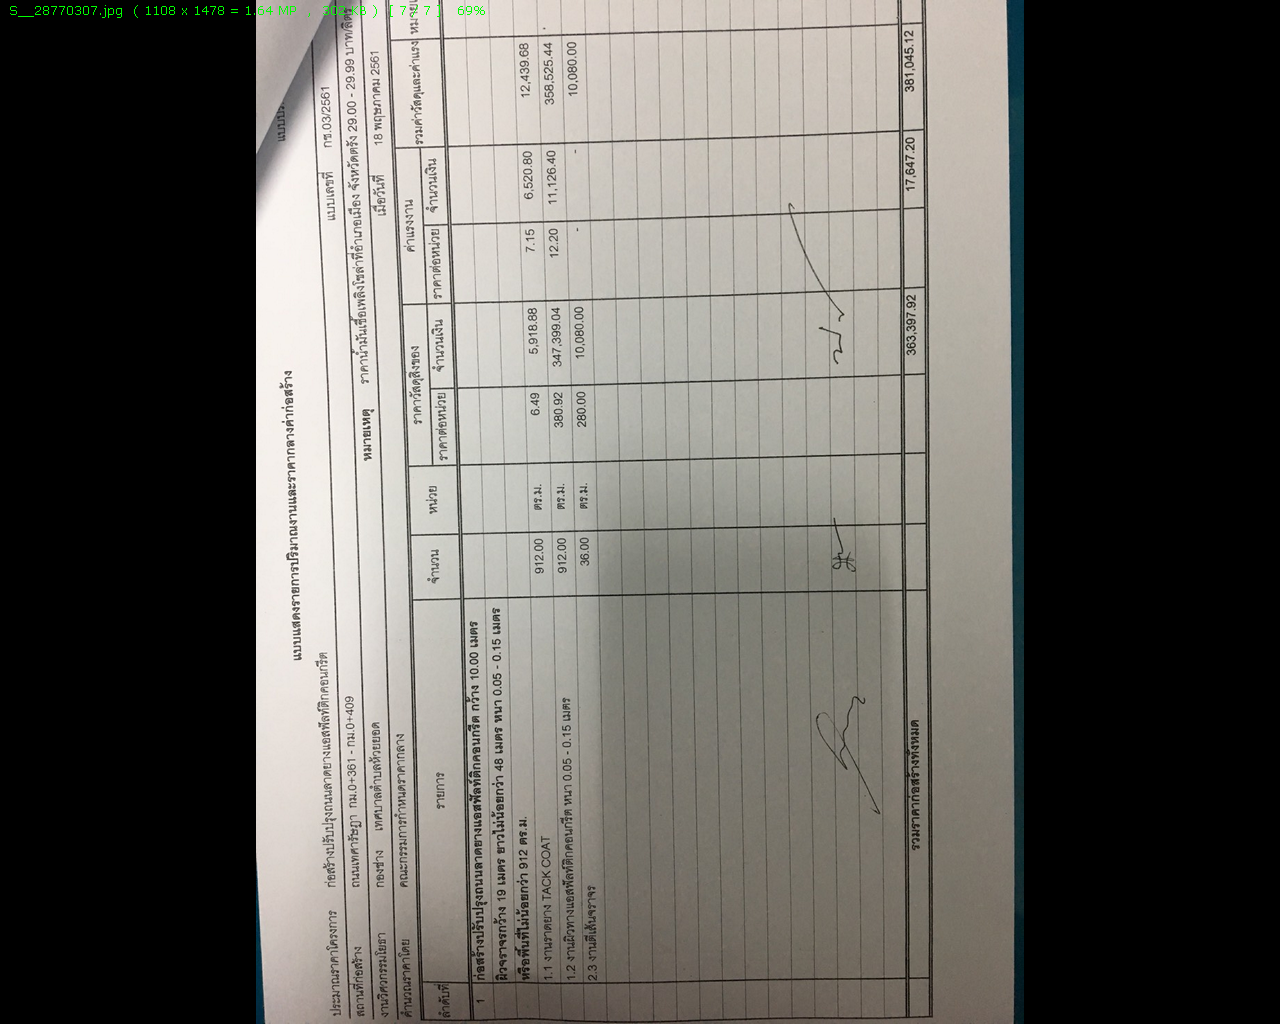 S__28770307.jpg ( 1108 x 1478 = 1.64 MP , 302KB ) [ 7 / 7 , 69%
แบบแสดงรายการปริมาณงานและราคากลางค่าก่อสร้าง
ประมาณราคาโครงการ ก่อสร้างปรับปรุงถนนลาดยางแอสฟัลท์ติกคอนกรีต แบบเลขที่ กช.03/2561
สถานที่ก่อสร้าง ถนนเทศารัษฎา กม.0+361 - กม.0+409 หมายเหตุ ราคาน้ำมันเชื้อเพลิงโซล่าที่อำเภอเมือง จังหวัดตรัง 29.00 - 29.99 บาท/ลิตร
งานวิศวกรรมโยธา กองช่าง เทศบาลตำบลห้วยยอด เมื่อวันที่ 18 พฤษภาคม 2561
คำนวณราคาโดย คณะกรรมการกำหนดราคากลาง
ลำดับที่ รายการ จำนวน หน่วย ราคาวัสดุสิ่งของ ค่าแรงงาน รวมค่าวัสดุและค่าแรง
ราคาต่อหน่วย จำนวนเงิน ราคาต่อหน่วย จำนวนเงิน
1 ก่อสร้างปรับปรุงถนนลาดยางแอสฟัลท์ติกคอนกรีต กว้าง 10.00 เมตร
ผิวจราจรกว้าง 19 เมตร ยาวไม่น้อยกว่า 48 เมตร หนา 0.05 - 0.15 เมตร
หรือพื้นที่ไม่น้อยกว่า 912 ตร.ม.
1.1 งานราดยาง TACK COAT 912.00 ตร.ม. 6.49 5,918.88 7.15 6,520.80 12,439.68
1.2 งานผิวทางแอสฟัลท์ติกคอนกรีต หนา 0.05 - 0.15 เมตร 912.00 ตร.ม. 380.92 347,399.04 12.20 11,126.40 358,525.44
2.3 งานตีเส้นจราจร 36.00 ตร.ม. 280.00 10,080.00 - - 10,080.00
รวมราคาก่อสร้างทั้งหมด 363,397.92 17,647.20 381,045.12